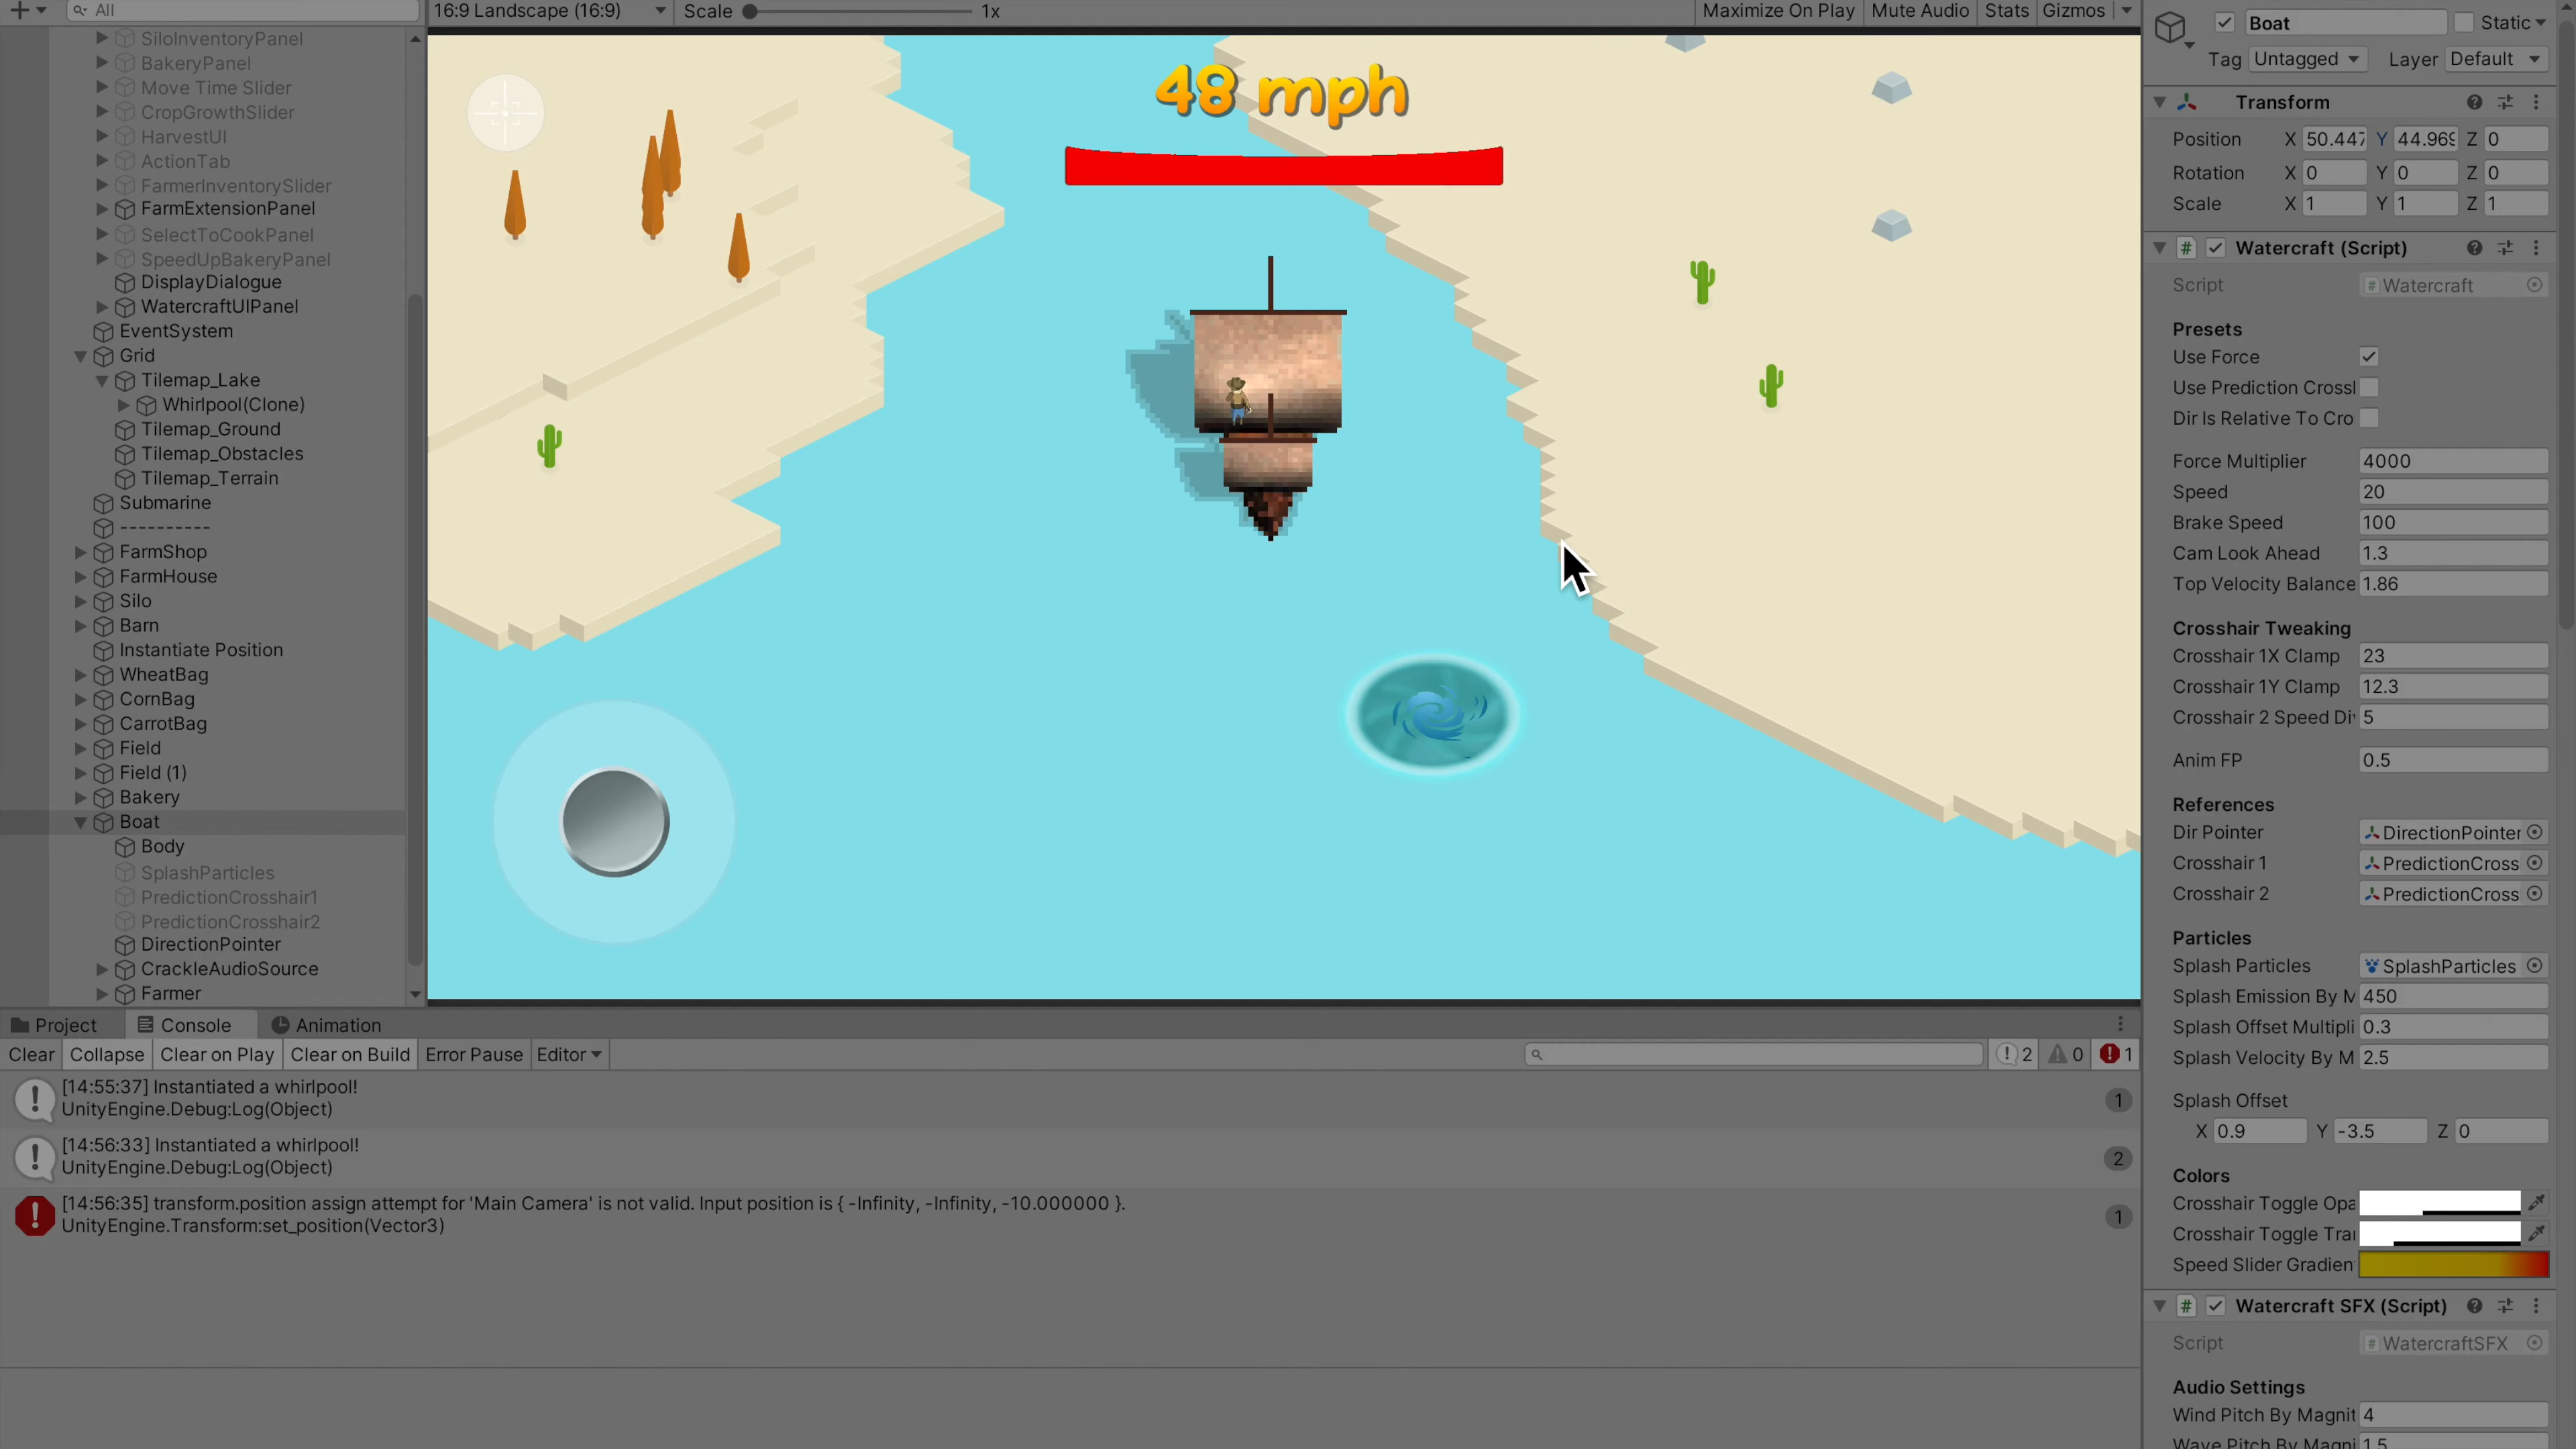 All
16:9 Landscape (16:9)
Scale
1x
Maximize On Play
Mute Audio
Stats
Gizmos
SiloInventoryPanel
BakeryPanel
Move Time Slider
CropGrowthSlider
HarvestUI
ActionTab
FarmerInventorySlider
FarmExtensionPanel
SelectToCookPanel
SpeedUpBakeryPanel
DisplayDialogue
WatercraftUIPanel
EventSystem
Grid
Tilemap_Lake
Whirlpool(Clone)
Tilemap_Ground
Tilemap_Obstacles
Tilemap_Terrain
Submarine
----------
FarmShop
FarmHouse
Silo
Barn
Instantiate Position
WheatBag
CornBag
CarrotBag
Field
Field (1)
Bakery
Boat
Body
SplashParticles
PredictionCrosshair1
PredictionCrosshair2
DirectionPointer
CrackleAudioSource
Farmer
48 mph
Project
Console
Animation
Clear
Collapse
Clear on Play
Clear on Build
Error Pause
Editor
2
0
1
[14:55:37] Instantiated a whirlpool!
UnityEngine.Debug:Log(Object)
1
[14:56:33] Instantiated a whirlpool!
UnityEngine.Debug:Log(Object)
2
[14:56:35] transform.position assign attempt for 'Main Camera' is not valid. Input position is { -Infinity, -Infinity, -10.000000 }.
UnityEngine.Transform:set_position(Vector3)
1
Boat
Static
Tag Untagged Layer Default
Transform
Position X 50.447 Y 44.969 Z 0
Rotation X 0 Y 0 Z 0
Scale X 1 Y 1 Z 1
# Watercraft (Script)
Script # Watercraft
Presets
Use Force
Use Prediction Crossl
Dir Is Relative To Cro
Force Multiplier 4000
Speed 20
Brake Speed 100
Cam Look Ahead 1.3
Top Velocity Balance 1.86
Crosshair Tweaking
Crosshair 1X Clamp 23
Crosshair 1Y Clamp 12.3
Crosshair 2 Speed Di 5
Anim FP 0.5
References
Dir Pointer DirectionPointer
Crosshair 1 PredictionCross
Crosshair 2 PredictionCross
Particles
Splash Particles SplashParticles
Splash Emission By M 450
Splash Offset Multipli 0.3
Splash Velocity By M 2.5
Splash Offset
X 0.9 Y -3.5 Z 0
Colors
Crosshair Toggle Opa
Crosshair Toggle Tra
Speed Slider Gradien
# Watercraft SFX (Script)
Script # WatercraftSFX
Audio Settings
Wind Pitch By Magnit 4
Wave Pitch By Magni 1.5